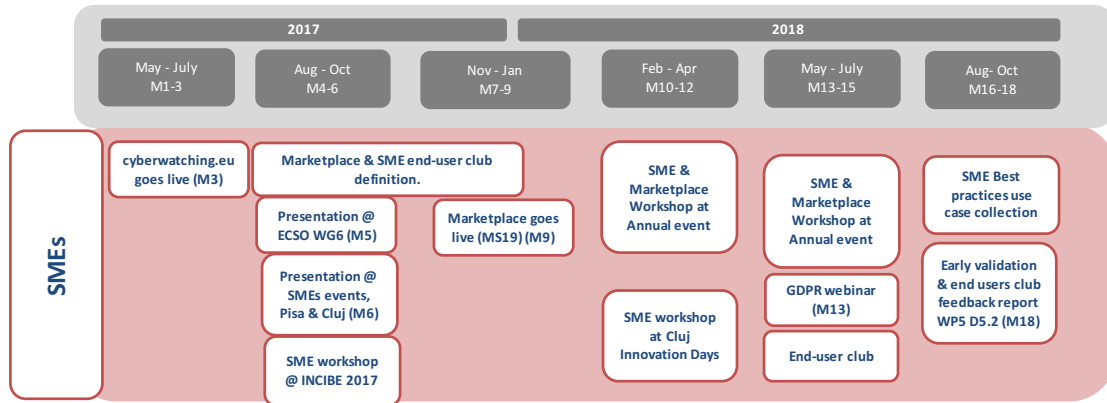 2017
2018
May - July
M1-3
Aug - Oct
M4-6
Nov - Jan
M7-9
Feb - Apr
M10-12
May - July
M13-15
Aug- Oct
M16-18
SMEs
cyberwatching.eu
goes live (M3)
Marketplace & SME end-user club
definition.
Presentation @
ECSO WG6 (M5)
Presentation @
SMEs events,
Pisa & Cluj (M6)
SME workshop
@ INCIBE 2017
Marketplace goes
live (MS19) (M9)
SME &
Marketplace
Workshop at
Annual event
SME workshop
at Cluj
Innovation Days
SME &
Marketplace
Workshop at
Annual event
GDPR webinar
(M13)
End-user club
SME Best
practices use
case collection
Early validation
& end users club
feedback report
WP5 D5.2 (M18)